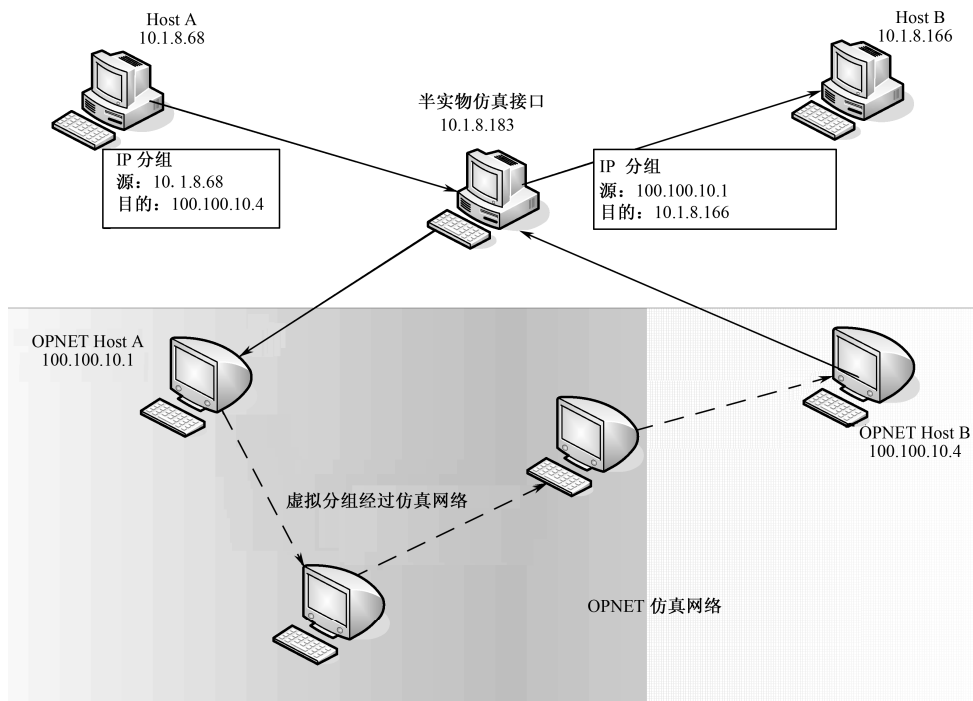 Host A
10.1.8.68
Host B
10.1.8.166
半实物仿真接口
10.1.8.183
IP 分组
源：10. 1.8.68
目的：100.100.10.4
IP 分组
源：100.100.10.1
目的：10.1.8.166
OPNET Host A
100.100.10.1
OPNET Host B
100.100.10.4
虚拟分组经过仿真网络
OPNET 仿真网络